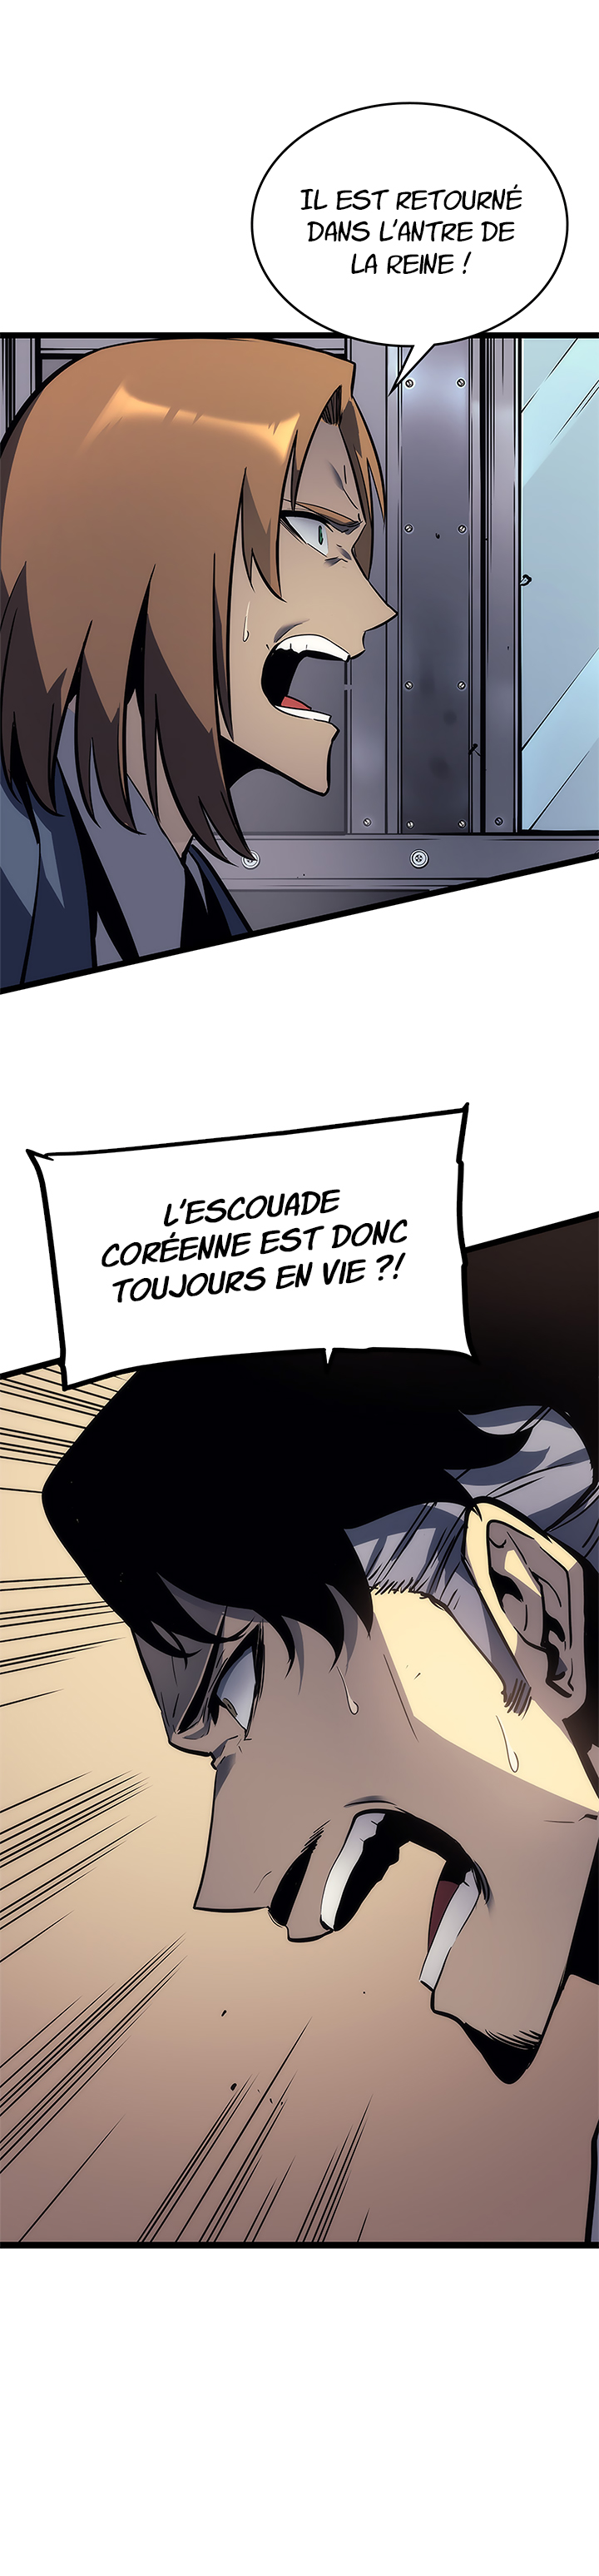 IL EST RETOURNÉ
DANS L'ANTRE DE
LA REINE !
L'ESCOUADE
CORÉENNE EST DONC
TOUJOURS EN VIE ?!